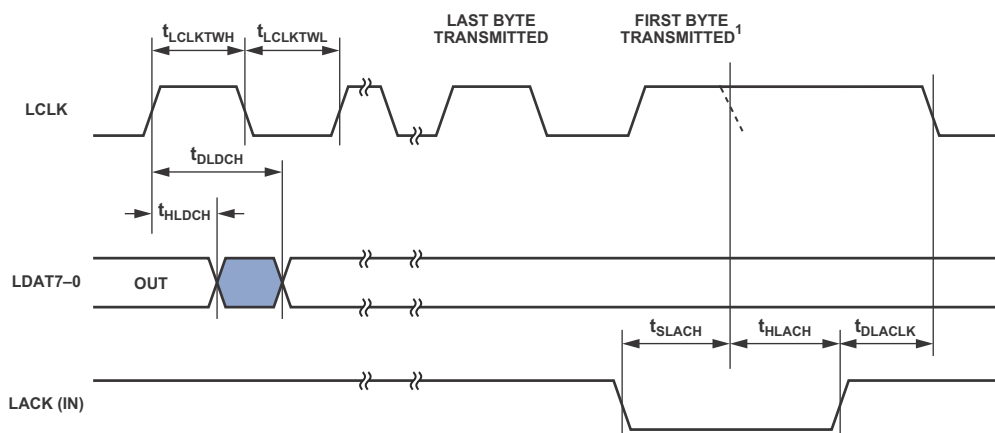 LAST BYTE
TRANSMITTED
FIRST BYTE
TRANSMITTED¹
tLCLKTWH
tLCLKTWL
LCLK
tDLDCH
tHLDCH
LDAT7–0
OUT
tSLACH
tHLACH
tDLACLK
LACK (IN)